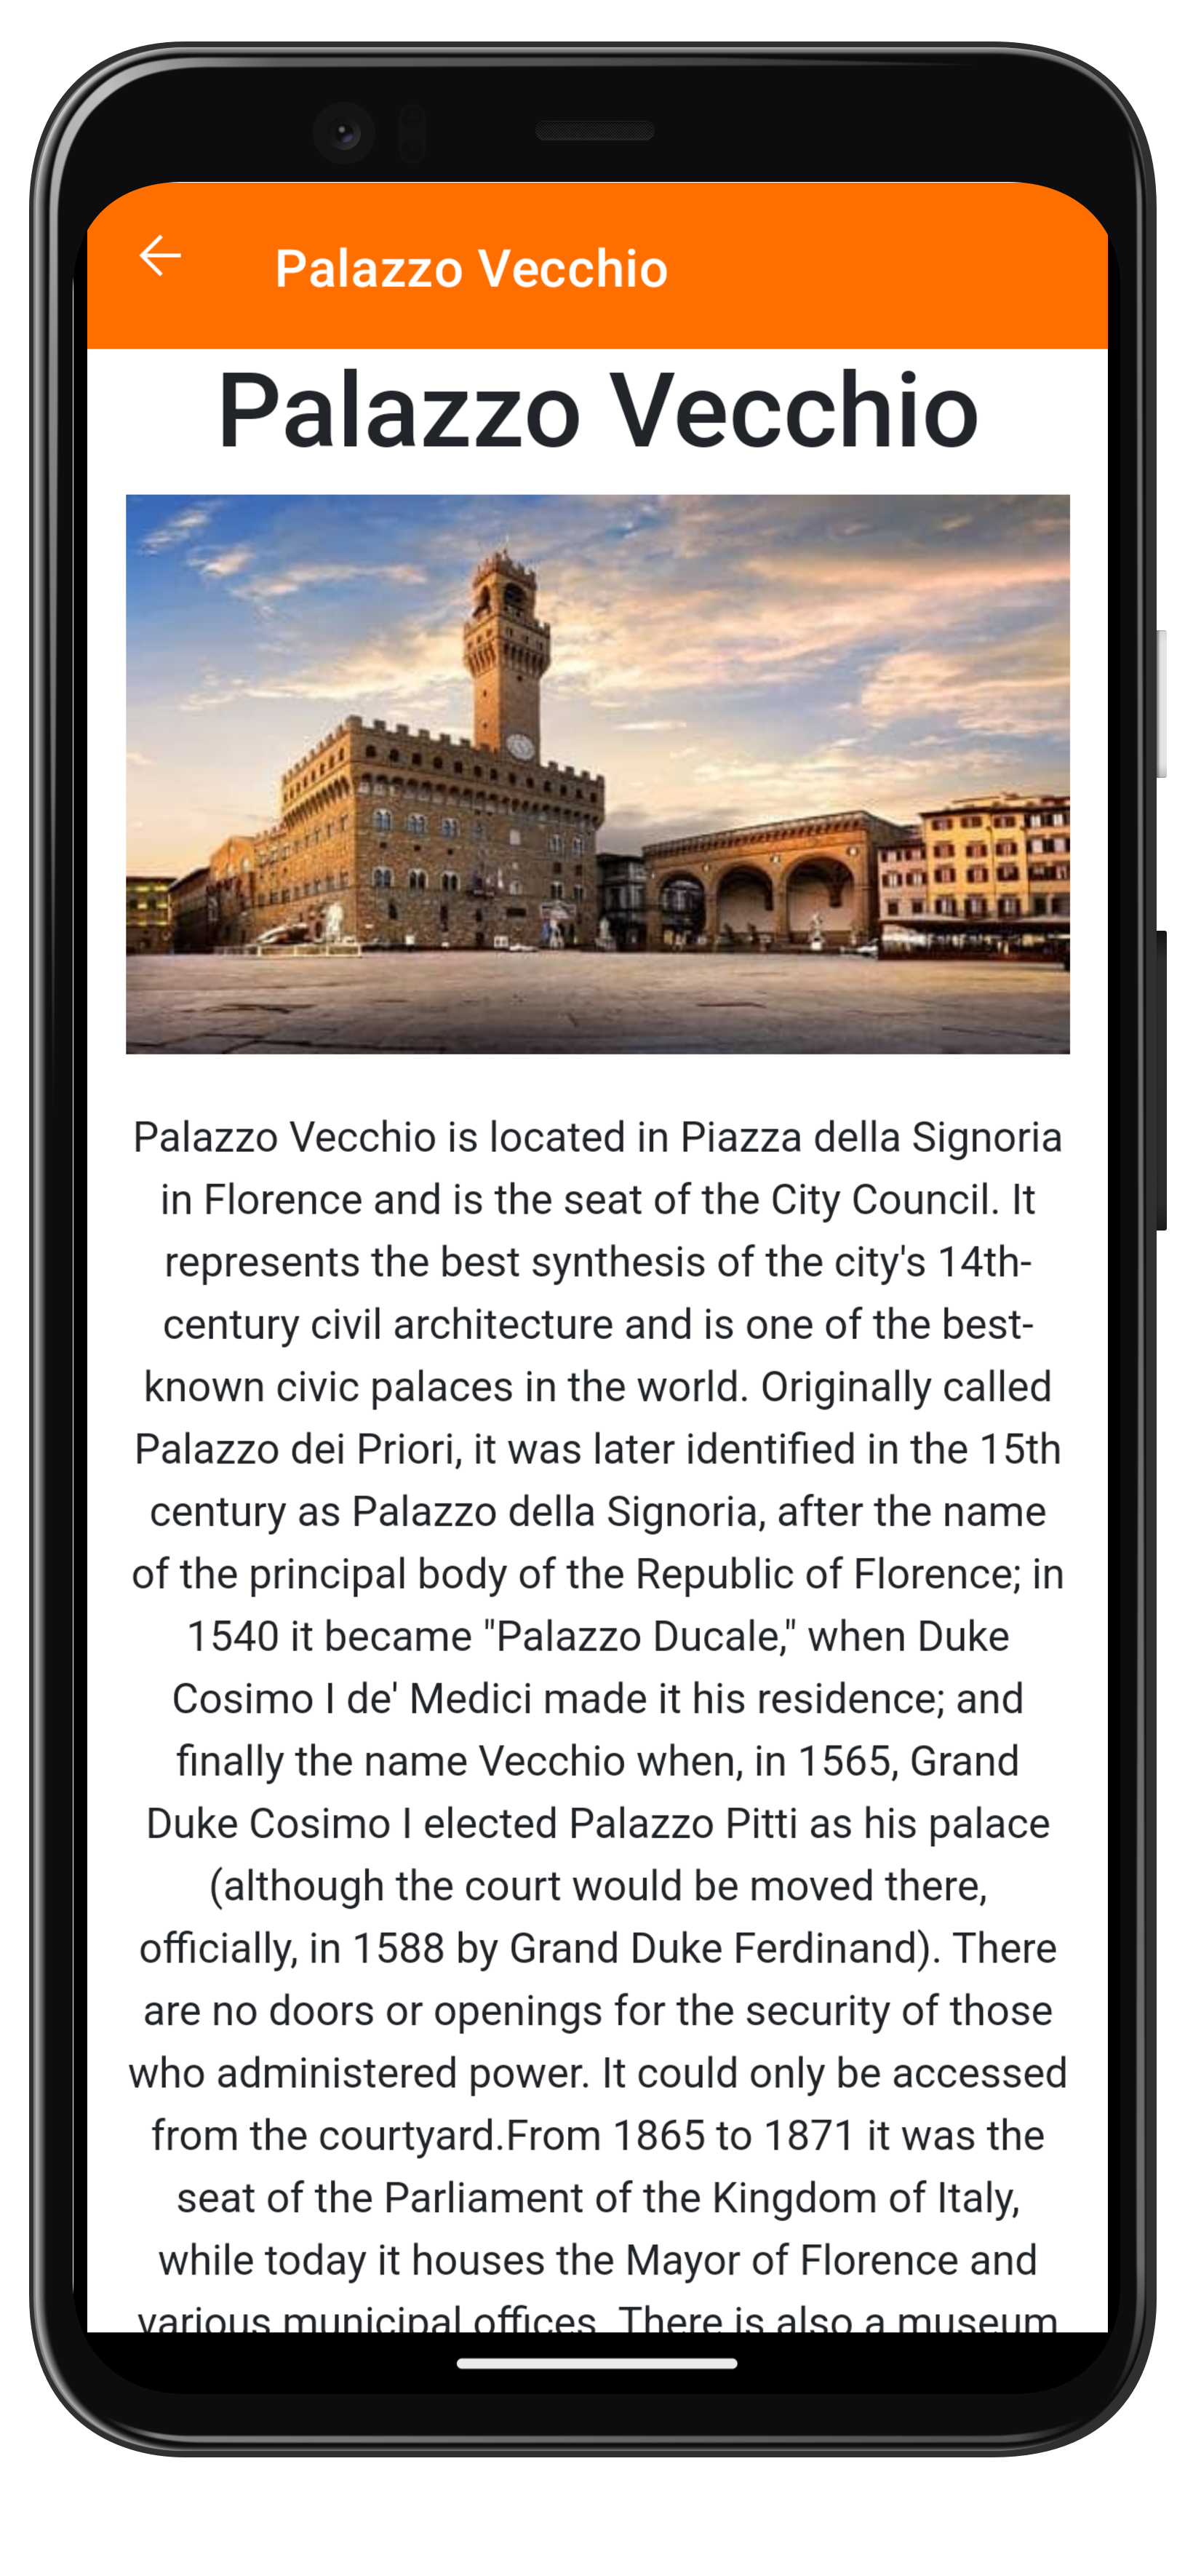 Palazzo Vecchio
Palazzo Vecchio
Palazzo Vecchio is located in Piazza della Signoria
in Florence and is the seat of the City Council. It
represents the best synthesis of the city's 14th-
century civil architecture and is one of the best-
known civic palaces in the world. Originally called
Palazzo dei Priori, it was later identified in the 15th
century as Palazzo della Signoria, after the name
of the principal body of the Republic of Florence; in
1540 it became "Palazzo Ducale," when Duke
Cosimo I de' Medici made it his residence; and
finally the name Vecchio when, in 1565, Grand
Duke Cosimo I elected Palazzo Pitti as his palace
(although the court would be moved there,
officially, in 1588 by Grand Duke Ferdinand). There
are no doors or openings for the security of those
who administered power. It could only be accessed
from the courtyard.From 1865 to 1871 it was the
seat of the Parliament of the Kingdom of Italy,
while today it houses the Mayor of Florence and
various municipal offices. There is also a museum